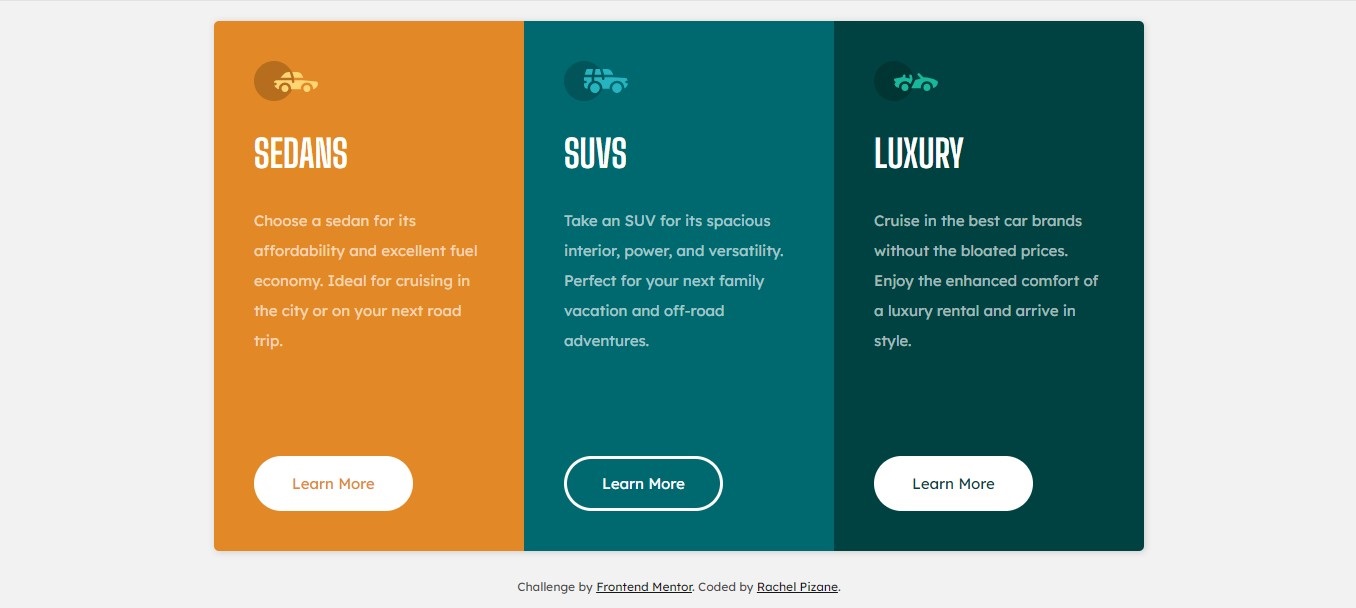 SEDANS
Choose a sedan for its
affordability and excellent fuel
economy. Ideal for cruising in
the city or on your next road
trip.
Learn More
SUVS
Take an SUV for its spacious
interior, power, and versatility.
Perfect for your next family
vacation and off-road
adventures.
Learn More
LUXURY
Cruise in the best car brands
without the bloated prices.
Enjoy the enhanced comfort of
a luxury rental and arrive in
style.
Learn More
Challenge by Frontend Mentor. Coded by Rachel Pizane.